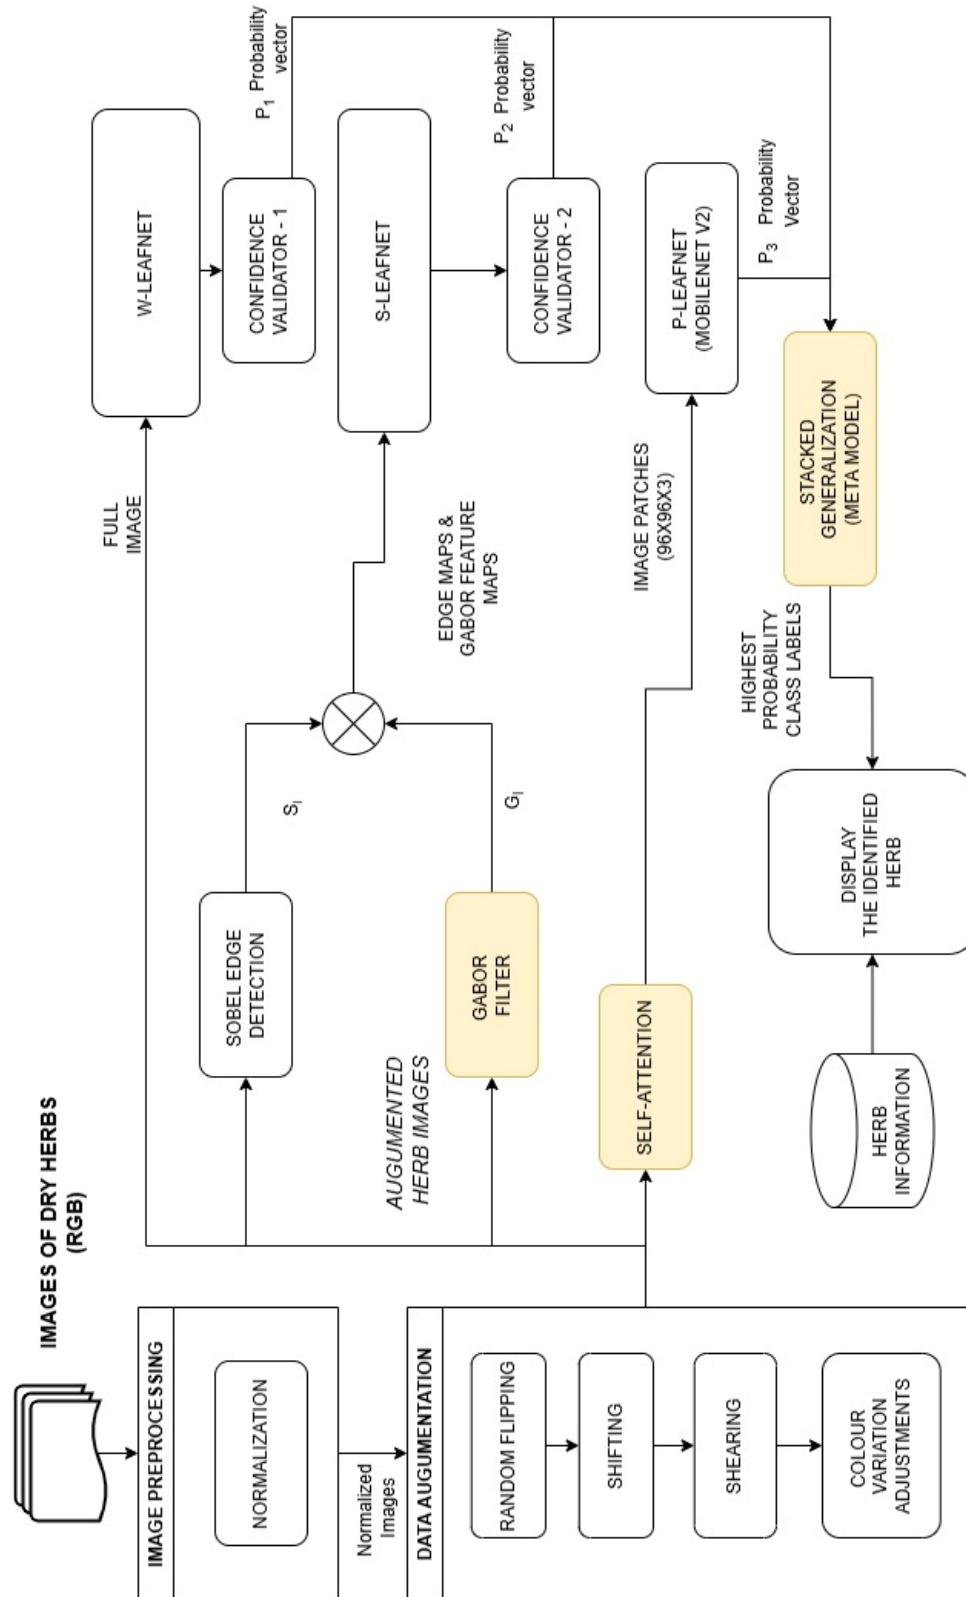 IMAGES OF DRY HERBS
(RGB)
IMAGE PREPROCESSING
NORMALIZATION
Normalized
Images
DATA AUGUMENTATION
RANDOM FLIPPING
SHIFTING
SHEARING
COLOUR
VARIATION
ADJUSTMENTS
AUGUMENTED
HERB IMAGES
FULL
IMAGE
SOBEL EDGE
DETECTION
S_I
GABOR
FILTER
G_I
EDGE MAPS &
GABOR FEATURE
MAPS
SELF-ATTENTION
IMAGE PATCHES
(96X96X3)
W-LEAFNET
CONFIDENCE
VALIDATOR - 1
P₁ Probability
vector
S-LEAFNET
CONFIDENCE
VALIDATOR - 2
P₂ Probability
vector
P-LEAFNET
(MOBILENET V2)
P₃ Probability
Vector
STACKED
GENERALIZATION
(META MODEL)
HIGHEST
PROBABILITY
CLASS LABELS
DISPLAY
THE IDENTIFIED
HERB
HERB
INFORMATION